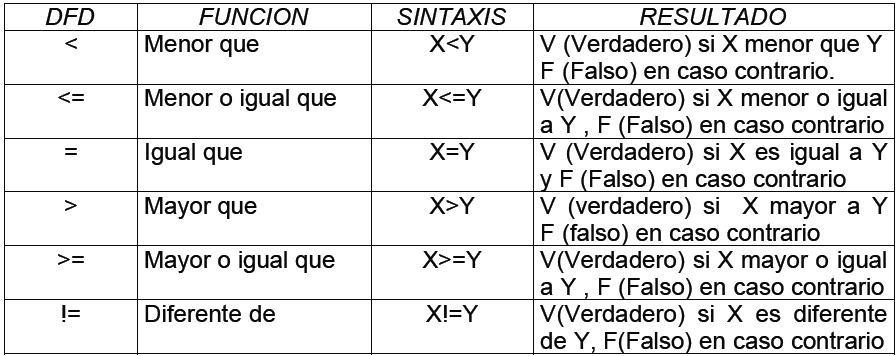 DFD FUNCION SINTAXIS RESULTADO
< Menor que X<Y V (Verdadero) si X menor que Y
F (Falso) en caso contrario.
<= Menor o igual que X<=Y V(Verdadero) si X menor o igual
a Y , F (Falso) en caso contrario
= Igual que X=Y V (Verdadero) si X es igual a Y
y F (Falso) en caso contrario
> Mayor que X>Y V (verdadero) si X mayor a Y
F (falso) en caso contrario
>= Mayor o igual que X>=Y V(Verdadero) si X mayor o igual
a Y , F (Falso) en caso contrario
!= Diferente de X!=Y V(Verdadero) si X es diferente
de Y, F(Falso) en caso contrario